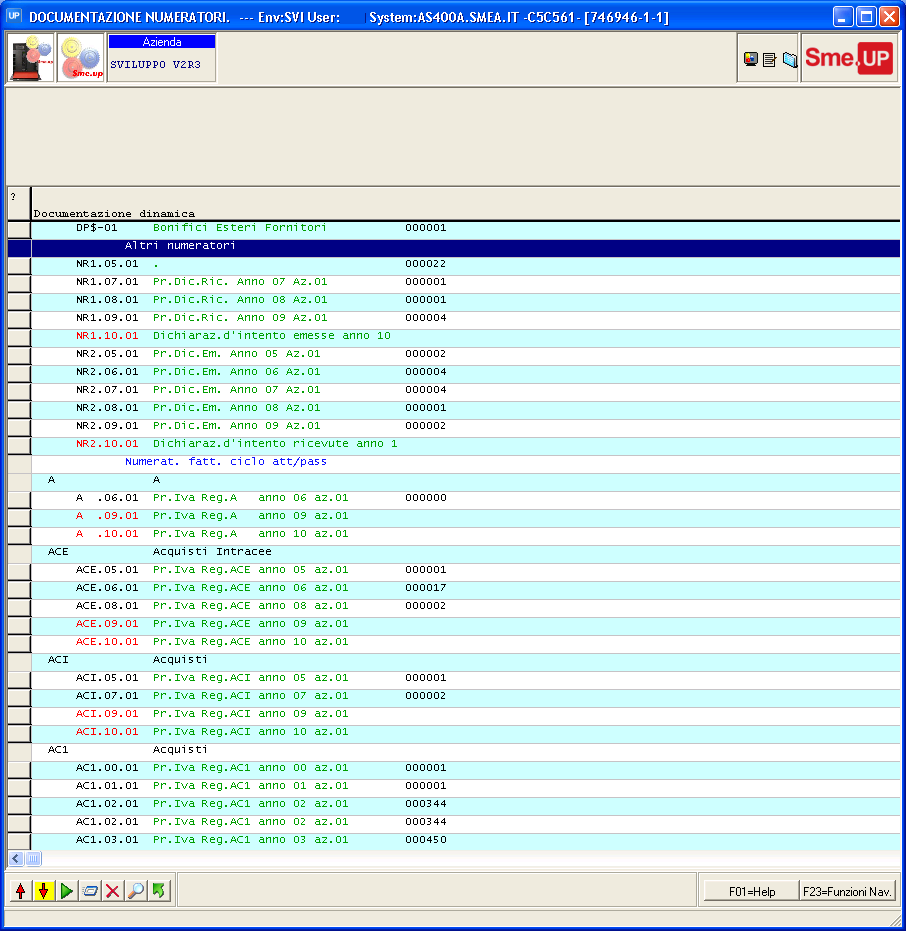 UP DOCUMENTAZIONE NUMERATORI. --- Env:SVI User: System:AS400A.SMEA.IT -C5C561- [746946-1-1]
Sme.up
Azienda
SVILUPPO V2R3
Sme.UP
?
Documentazione dinamica
DP$-01 Bonifici Esteri Fornitori 000001
Altri numeratori
NR1.05.01 . 000022
NR1.07.01 Pr.Dic.Ric. Anno 07 Az.01 000001
NR1.08.01 Pr.Dic.Ric. Anno 08 Az.01 000001
NR1.09.01 Pr.Dic.Ric. Anno 09 Az.01 000004
NR1.10.01 Dichiaraz.d'intento emesse anno 10
NR2.05.01 Pr.Dic.Em. Anno 05 Az.01 000002
NR2.06.01 Pr.Dic.Em. Anno 06 Az.01 000004
NR2.07.01 Pr.Dic.Em. Anno 07 Az.01 000004
NR2.08.01 Pr.Dic.Em. Anno 08 Az.01 000001
NR2.09.01 Pr.Dic.Em. Anno 09 Az.01 000002
NR2.10.01 Dichiaraz.d'intento ricevute anno 1
Numerat. fatt. ciclo att/pass
A A
A .06.01 Pr.Iva Reg.A anno 06 az.01 000000
A .09.01 Pr.Iva Reg.A anno 09 az.01
A .10.01 Pr.Iva Reg.A anno 10 az.01
ACE Acquisti Intracee
ACE.05.01 Pr.Iva Reg.ACE anno 05 az.01 000001
ACE.06.01 Pr.Iva Reg.ACE anno 06 az.01 000017
ACE.08.01 Pr.Iva Reg.ACE anno 08 az.01 000002
ACE.09.01 Pr.Iva Reg.ACE anno 09 az.01
ACE.10.01 Pr.Iva Reg.ACE anno 10 az.01
ACI Acquisti
ACI.05.01 Pr.Iva Reg.ACI anno 05 az.01 000001
ACI.07.01 Pr.Iva Reg.ACI anno 07 az.01 000002
ACI.09.01 Pr.Iva Reg.ACI anno 09 az.01
ACI.10.01 Pr.Iva Reg.ACI anno 10 az.01
AC1 Acquisti
AC1.00.01 Pr.Iva Reg.AC1 anno 00 az.01 000001
AC1.01.01 Pr.Iva Reg.AC1 anno 01 az.01 000001
AC1.02.01 Pr.Iva Reg.AC1 anno 02 az.01 000344
AC1.02.01 Pr.Iva Reg.AC1 anno 02 az.01 000344
AC1.03.01 Pr.Iva Reg.AC1 anno 03 az.01 000450
F01=Help F23=Funzioni Nav.